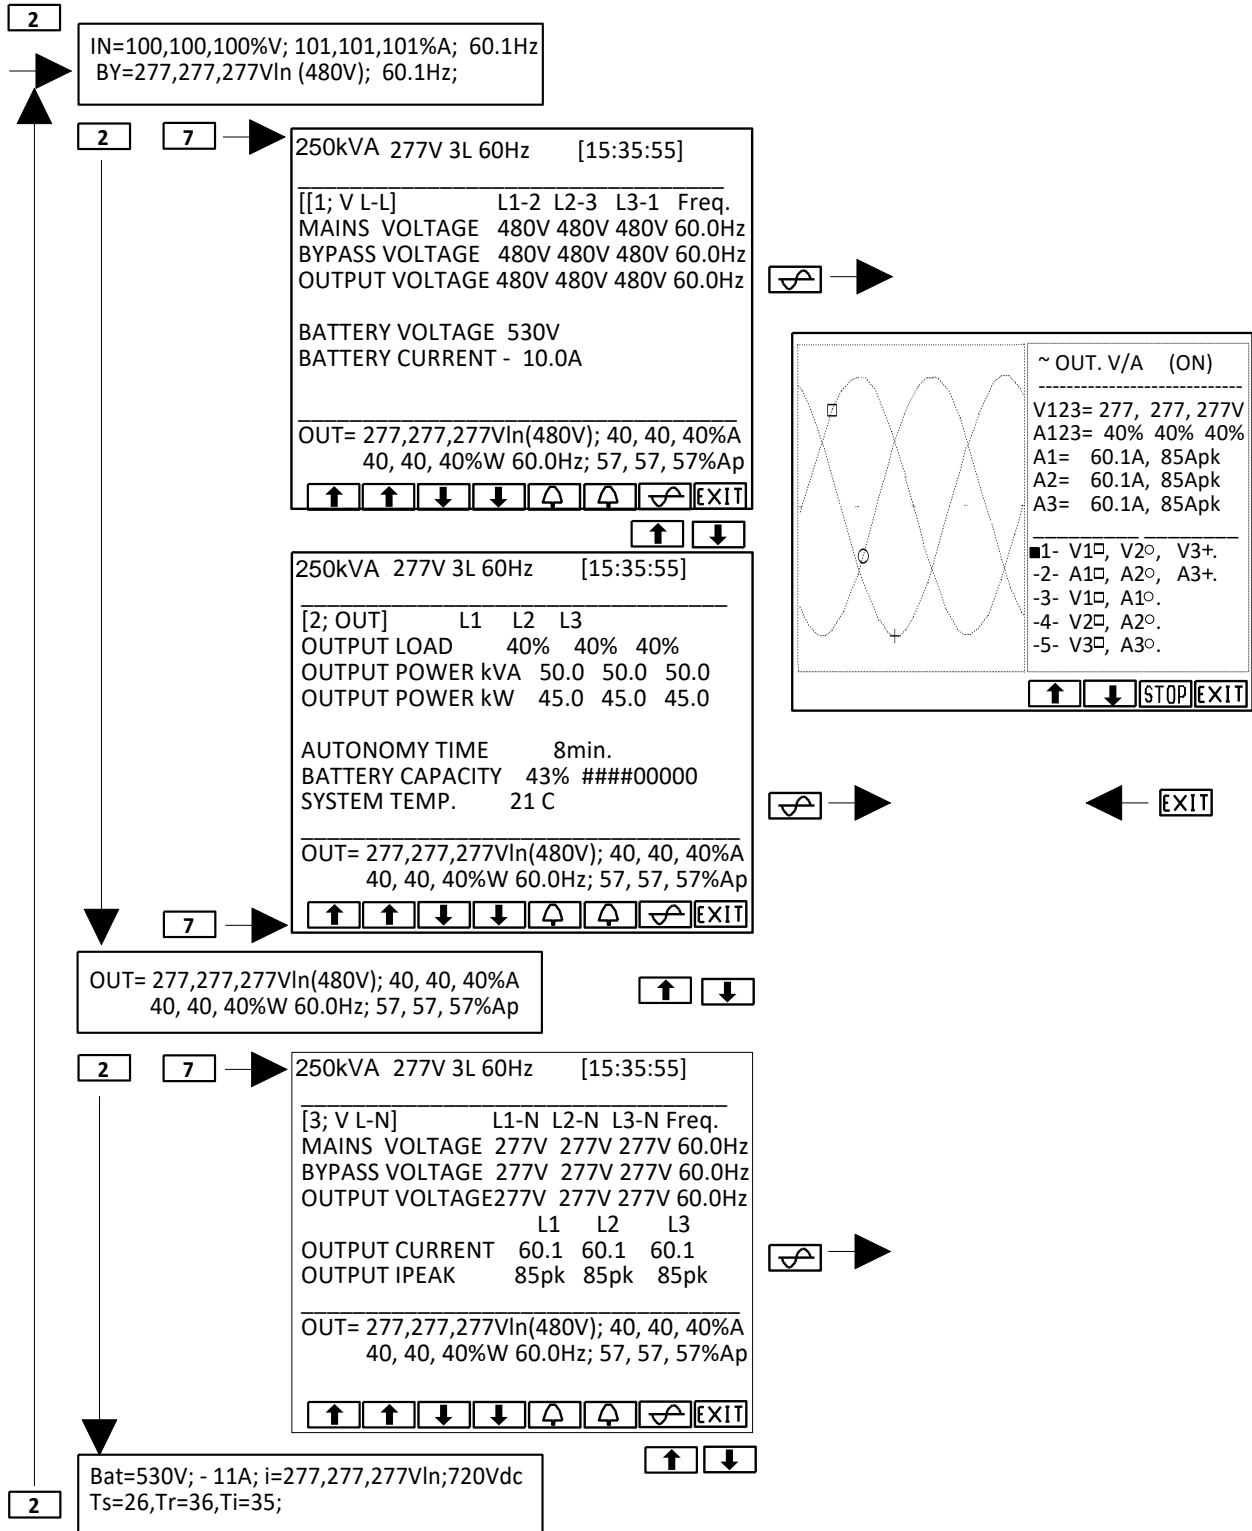 2
IN=100,100,100%V; 101,101,101%A; 60.1Hz
BY=277,277,277Vln (480V); 60.1Hz;
2 7
250kVA 277V 3L 60Hz [15:35:55]
[[1; V L-L] L1-2 L2-3 L3-1 Freq.
MAINS VOLTAGE 480V 480V 480V 60.0Hz
BYPASS VOLTAGE 480V 480V 480V 60.0Hz
OUTPUT VOLTAGE 480V 480V 480V 60.0Hz
BATTERY VOLTAGE 530V
BATTERY CURRENT - 10.0A
OUT= 277,277,277Vln(480V); 40, 40, 40%A
40, 40, 40%W 60.0Hz; 57, 57, 57%Ap
EXIT
~ OUT. V/A (ON)
V123= 277, 277, 277V
A123= 40% 40% 40%
A1= 60.1A, 85Apk
A2= 60.1A, 85Apk
A3= 60.1A, 85Apk
■1- V1□, V2○, V3+.
-2- A1□, A2○, A3+.
-3- V1□, A1○.
-4- V2□, A2○.
-5- V3□, A3○.
STOP EXIT
250kVA 277V 3L 60Hz [15:35:55]
[2; OUT] L1 L2 L3
OUTPUT LOAD 40% 40% 40%
OUTPUT POWER kVA 50.0 50.0 50.0
OUTPUT POWER kW 45.0 45.0 45.0
AUTONOMY TIME 8min.
BATTERY CAPACITY 43% ####00000
SYSTEM TEMP. 21 C
OUT= 277,277,277Vln(480V); 40, 40, 40%A
40, 40, 40%W 60.0Hz; 57, 57, 57%Ap
EXIT
EXIT
7
OUT= 277,277,277Vln(480V); 40, 40, 40%A
40, 40, 40%W 60.0Hz; 57, 57, 57%Ap
2 7
250kVA 277V 3L 60Hz [15:35:55]
[3; V L-N] L1-N L2-N L3-N Freq.
MAINS VOLTAGE 277V 277V 277V 60.0Hz
BYPASS VOLTAGE 277V 277V 277V 60.0Hz
OUTPUT VOLTAGE277V 277V 277V 60.0Hz
L1 L2 L3
OUTPUT CURRENT 60.1 60.1 60.1
OUTPUT IPEAK 85pk 85pk 85pk
OUT= 277,277,277Vln(480V); 40, 40, 40%A
40, 40, 40%W 60.0Hz; 57, 57, 57%Ap
EXIT
Bat=530V; - 11A; i=277,277,277Vln;720Vdc
Ts=26,Tr=36,Ti=35;
2